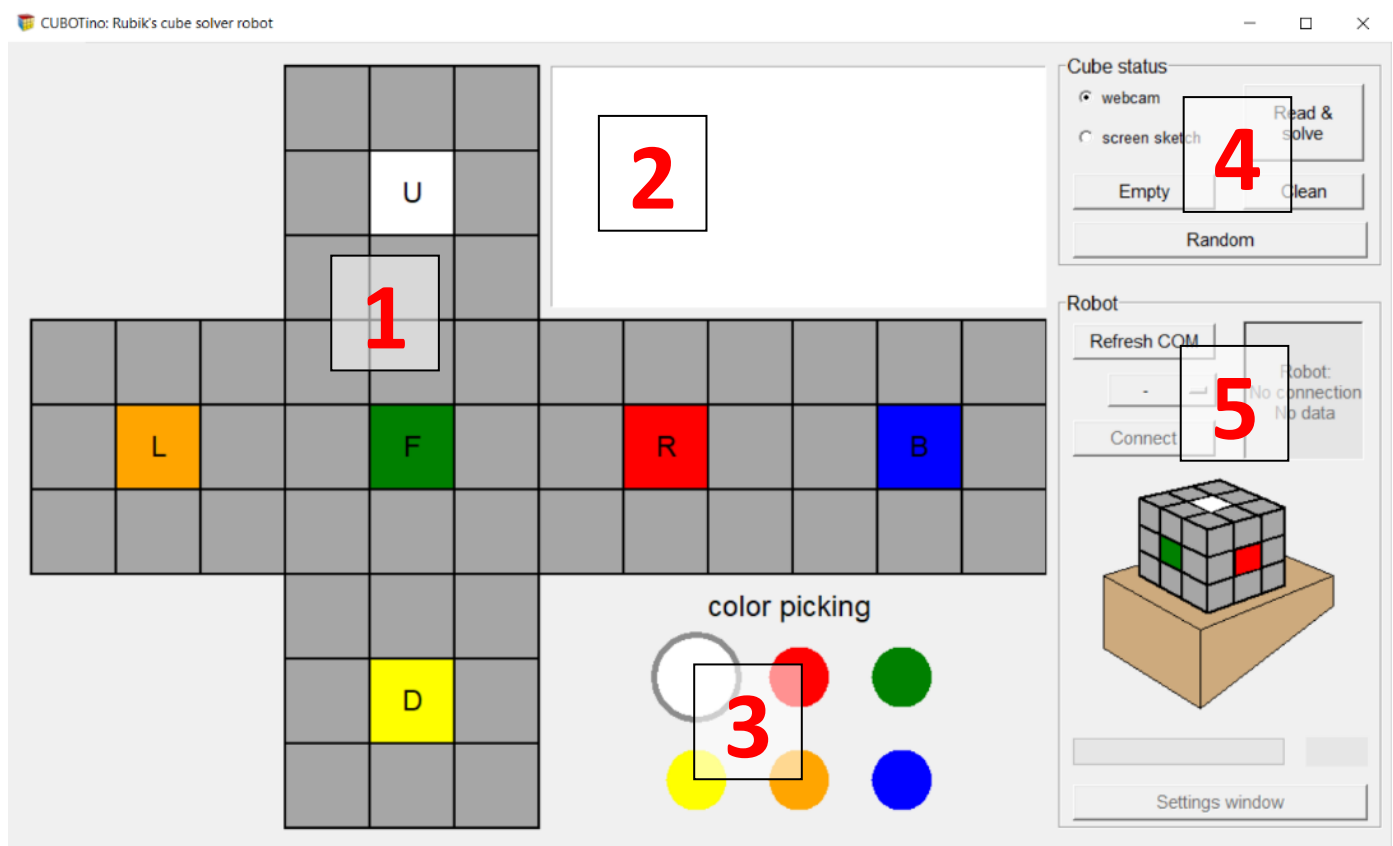 CUBOTino: Rubik's cube solver robot
Cube status
webcam
Read &
solve
screen sketch
2
4
U
Empty
Clean
Random
1
Robot
Refresh COM
Robot:
No connection
No data
-
5
Connect
L
F
R
B
color picking
D
3
Settings window